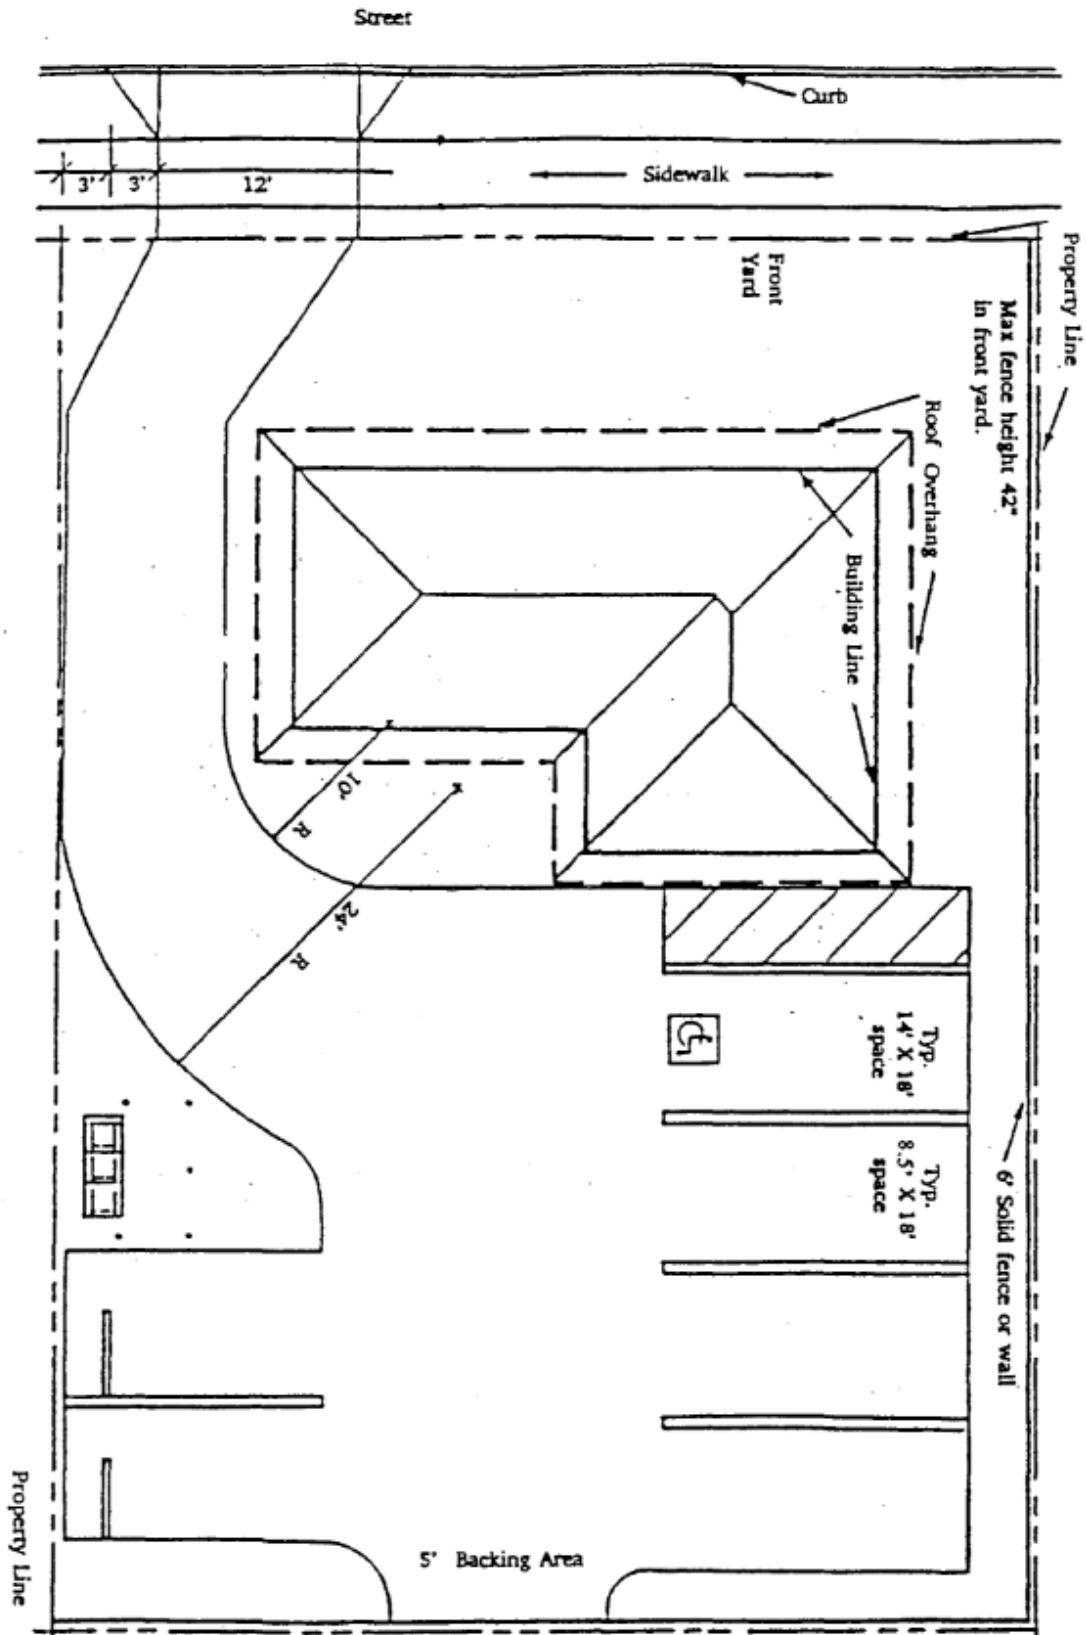 Street
Curb
3'
3'
12'
Sidewalk
Front
Yard
Property Line
Max fence height 42"
in front yard.
Roof Overhang
Building Line
10'
R
24'
R
Typ.
14' X 18'
space
Typ.
8.5' X 18'
space
6' Solid fence or wall
5' Backing Area
Property Line